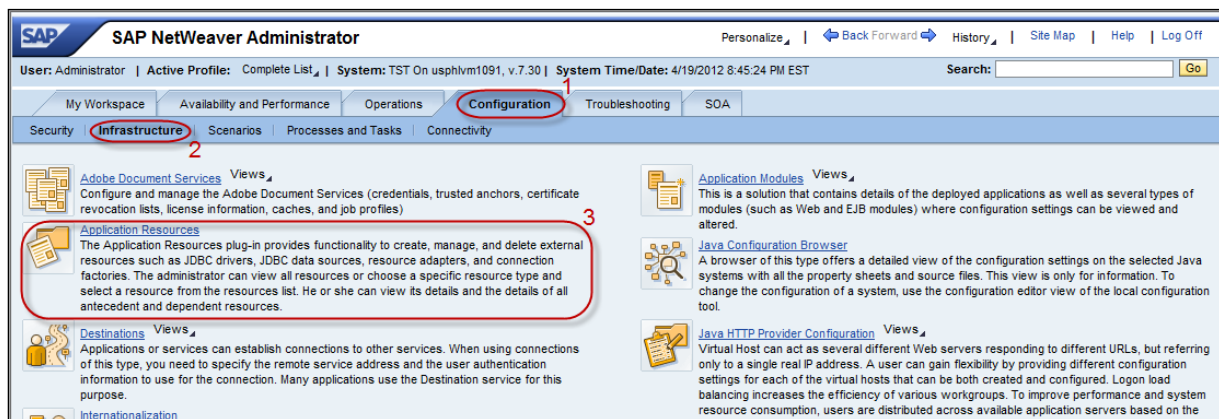 SAP
SAP NetWeaver Administrator
Personalize | Back Forward History | Site Map | Help | Log Off
User: Administrator | Active Profile: Complete List | System: TST On usphlvm1091, v.7.30 | System Time/Date: 4/19/2012 8:45:24 PM EST
Search: Go
1
My Workspace Availability and Performance Operations Configuration Troubleshooting SOA
Security | Infrastructure | Scenarios | Processes and Tasks | Connectivity
2
Adobe Document Services Views
Configure and manage the Adobe Document Services (credentials, trusted anchors, certificate
revocation lists, license information, caches, and job profiles)
3
Application Resources
The Application Resources plug-in provides functionality to create, manage, and delete external
resources such as JDBC drivers, JDBC data sources, resource adapters, and connection
factories. The administrator can view all resources or choose a specific resource type and
select a resource from the resources list. He or she can view its details and the details of all
antecedent and dependent resources.
Destinations Views
Applications or services can establish connections to other services. When using connections
of this type, you need to specify the remote service address and the user authentication
information to use for the connection. Many applications use the Destination service for this
purpose.
Internationalization
Application Modules Views
This is a solution that contains details of the deployed applications as well as several types of
modules (such as Web and EJB modules) where configuration settings can be viewed and
altered.
Java Configuration Browser
A browser of this type offers a detailed view of the configuration settings on the selected Java
systems with all the property sheets and source files. This view is only for information. To
change the configuration of a system, use the configuration editor view of the local configuration
tool.
Java HTTP Provider Configuration Views
Virtual Host can act as several different Web servers responding to different URLs, but referring
only to a single real IP address. A user can gain flexibility by providing different configuration
settings for each of the virtual hosts that can be both created and configured. Logon load
balancing increases the efficiency of various workgroups. To improve performance and system
resource consumption, users are distributed across available application servers based on the